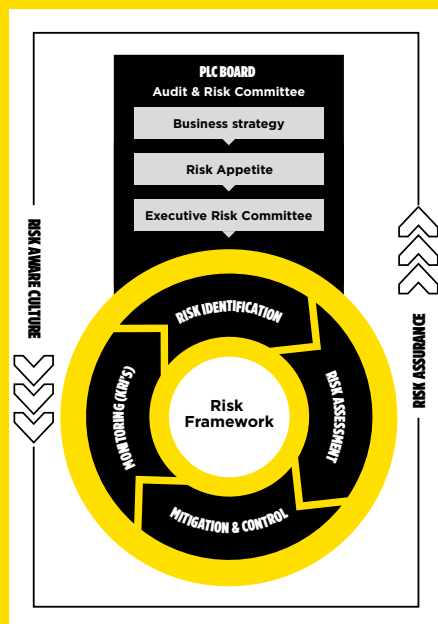 PLC BOARD
Audit & Risk Committee
Business strategy
Risk Appetite
Executive Risk Committee
RISK AWARE CULTURE
RISK ASSURANCE
RISK IDENTIFICATION
RISK ASSESSMENT
MITIGATION & CONTROL
MONITORING (KRI'S)
Risk
Framework